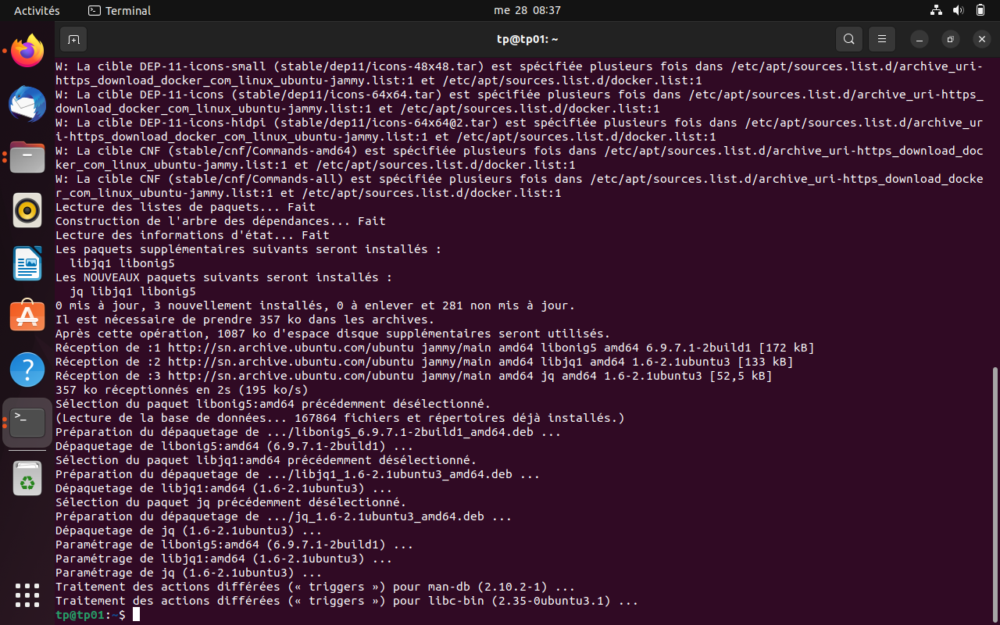 Activités
Terminal
me 28 08:37
tp@tp01: ~
W: La cible DEP-11-icons-small (stable/dep11/icons-48x48.tar) est spécifiée plusieurs fois dans /etc/apt/sources.list.d/archive_uri-
https_download_docker_com_linux_ubuntu-jammy.list:1 et /etc/apt/sources.list.d/docker.list:1
W: La cible DEP-11-icons (stable/dep11/icons-64x64.tar) est spécifiée plusieurs fois dans /etc/apt/sources.list.d/archive_uri-https_
download_docker_com_linux_ubuntu-jammy.list:1 et /etc/apt/sources.list.d/docker.list:1
W: La cible DEP-11-icons-hidpi (stable/dep11/icons-64x64@2.tar) est spécifiée plusieurs fois dans /etc/apt/sources.list.d/archive_ur
i-https_download_docker_com_linux_ubuntu-jammy.list:1 et /etc/apt/sources.list.d/docker.list:1
W: La cible CNF (stable/cnf/Commands-amd64) est spécifiée plusieurs fois dans /etc/apt/sources.list.d/archive_uri-https_download_doc
ker_com_linux_ubuntu-jammy.list:1 et /etc/apt/sources.list.d/docker.list:1
W: La cible CNF (stable/cnf/Commands-all) est spécifiée plusieurs fois dans /etc/apt/sources.list.d/archive_uri-https_download_docke
r_com_linux_ubuntu-jammy.list:1 et /etc/apt/sources.list.d/docker.list:1
Lecture des listes de paquets... Fait
Construction de l'arbre des dépendances... Fait
Lecture des informations d'état... Fait
Les paquets supplémentaires suivants seront installés :
  libjq1 libonig5
Les NOUVEAUX paquets suivants seront installés :
  jq libjq1 libonig5
0 mis à jour, 3 nouvellement installés, 0 à enlever et 281 non mis à jour.
Il est nécessaire de prendre 357 ko dans les archives.
Après cette opération, 1087 ko d'espace disque supplémentaires seront utilisés.
Réception de :1 http://sn.archive.ubuntu.com/ubuntu jammy/main amd64 libonig5 amd64 6.9.7.1-2build1 [172 kB]
Réception de :2 http://sn.archive.ubuntu.com/ubuntu jammy/main amd64 libjq1 amd64 1.6-2.1ubuntu3 [133 kB]
Réception de :3 http://sn.archive.ubuntu.com/ubuntu jammy/main amd64 jq amd64 1.6-2.1ubuntu3 [52,5 kB]
357 ko réceptionnés en 2s (195 ko/s)
Sélection du paquet libonig5:amd64 précédemment désélectionné.
(Lecture de la base de données... 167864 fichiers et répertoires déjà installés.)
Préparation du dépaquetage de .../libonig5_6.9.7.1-2build1_amd64.deb ...
Dépaquetage de libonig5:amd64 (6.9.7.1-2build1) ...
Sélection du paquet libjq1:amd64 précédemment désélectionné.
Préparation du dépaquetage de .../libjq1_1.6-2.1ubuntu3_amd64.deb ...
Dépaquetage de libjq1:amd64 (1.6-2.1ubuntu3) ...
Sélection du paquet jq précédemment désélectionné.
Préparation du dépaquetage de .../jq_1.6-2.1ubuntu3_amd64.deb ...
Dépaquetage de jq (1.6-2.1ubuntu3) ...
Paramétrage de libonig5:amd64 (6.9.7.1-2build1) ...
Paramétrage de libjq1:amd64 (1.6-2.1ubuntu3) ...
Paramétrage de jq (1.6-2.1ubuntu3) ...
Traitement des actions différées (« triggers ») pour man-db (2.10.2-1) ...
Traitement des actions différées (« triggers ») pour libc-bin (2.35-0ubuntu3.1) ...
tp@tp01:~$